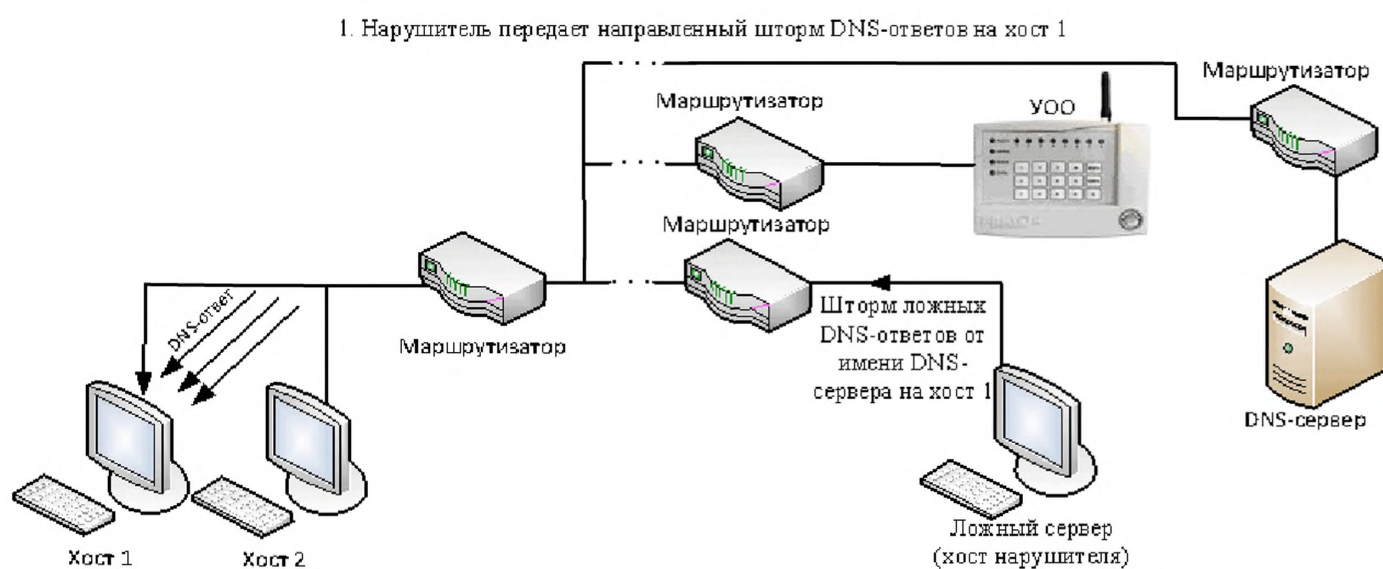 1. Нарушитель передает направленный шторм DNS-ответов на хост 1
Маршрутизатор
Маршрутизатор
УОО
Маршрутизатор
Маршрутизатор
DNS-ответ
Шторм ложных
DNS-ответов от
имени DNS-
сервера на хост 1
DNS-сервер
Ложный сервер
(хост нарушителя)
Хост 1
Хост 2